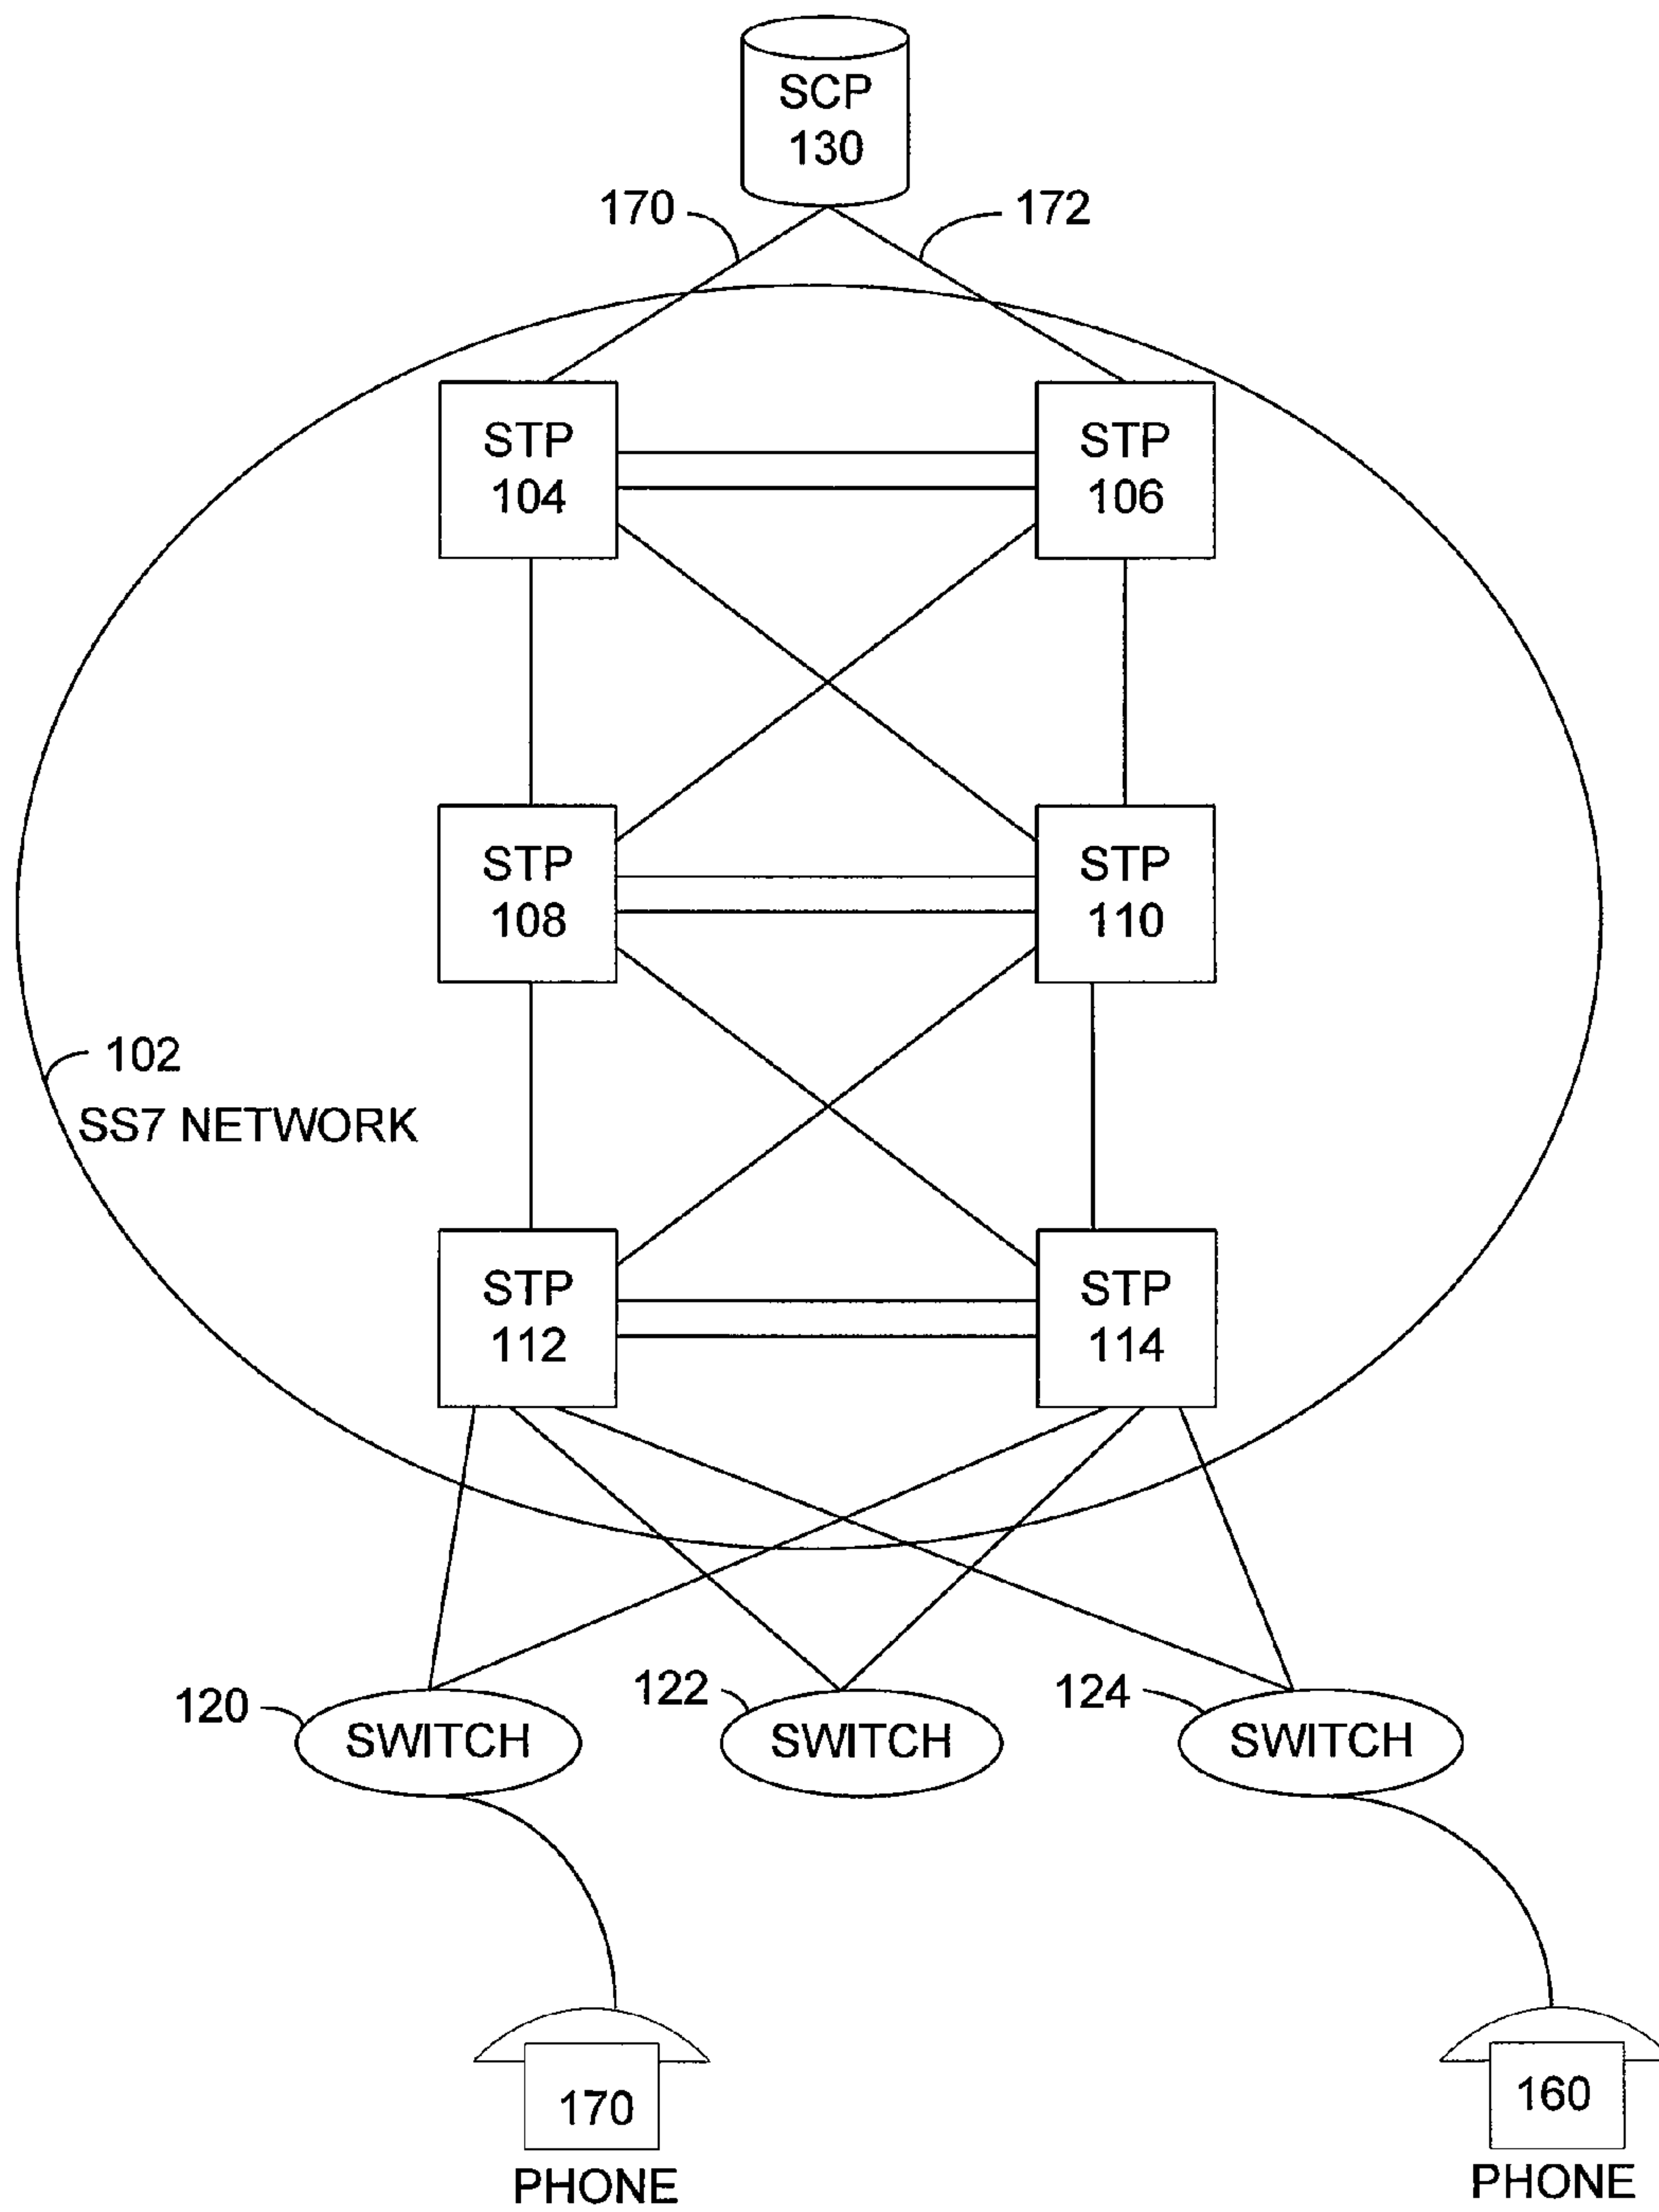 SCP
130
170
172
STP
104
STP
106
STP
108
STP
110
102
SS7 NETWORK
STP
112
STP
114
120
SWITCH
122
SWITCH
124
SWITCH
170
PHONE
160
PHONE